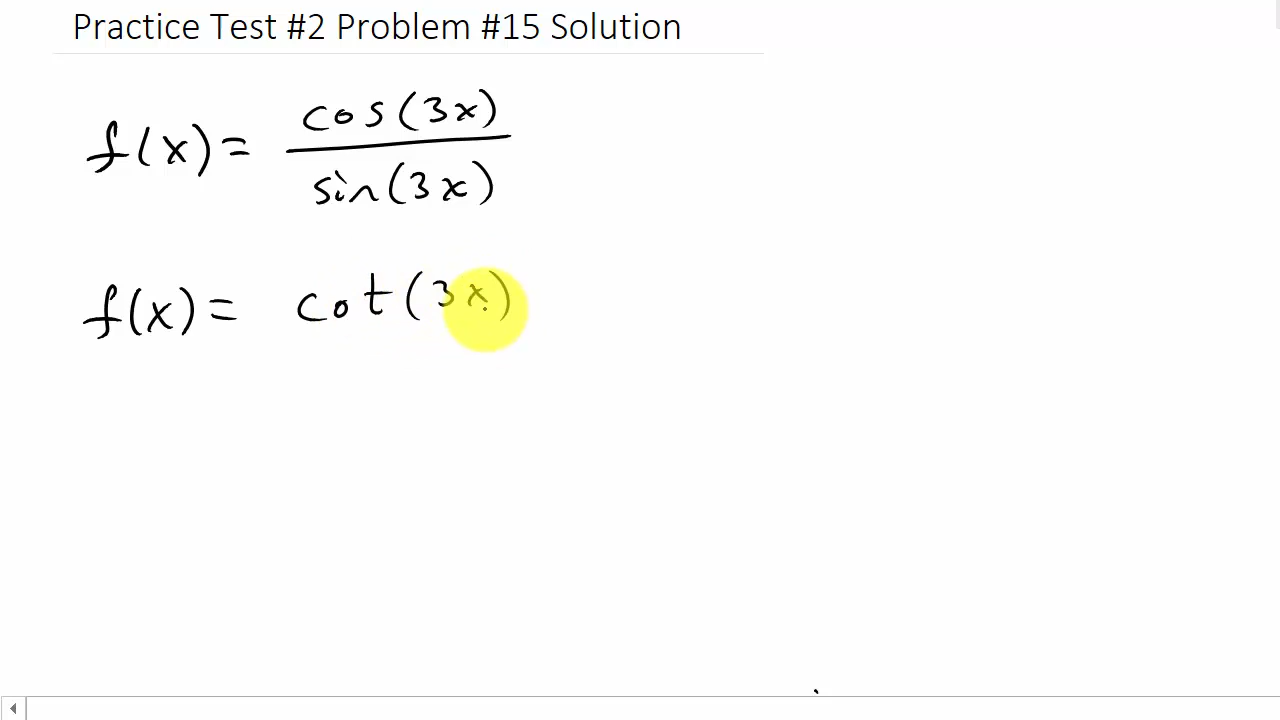 Practice Test #2 Problem #15 Solution
f(x) = cos(3x) / sin(3x)
f(x) = cot(3x)